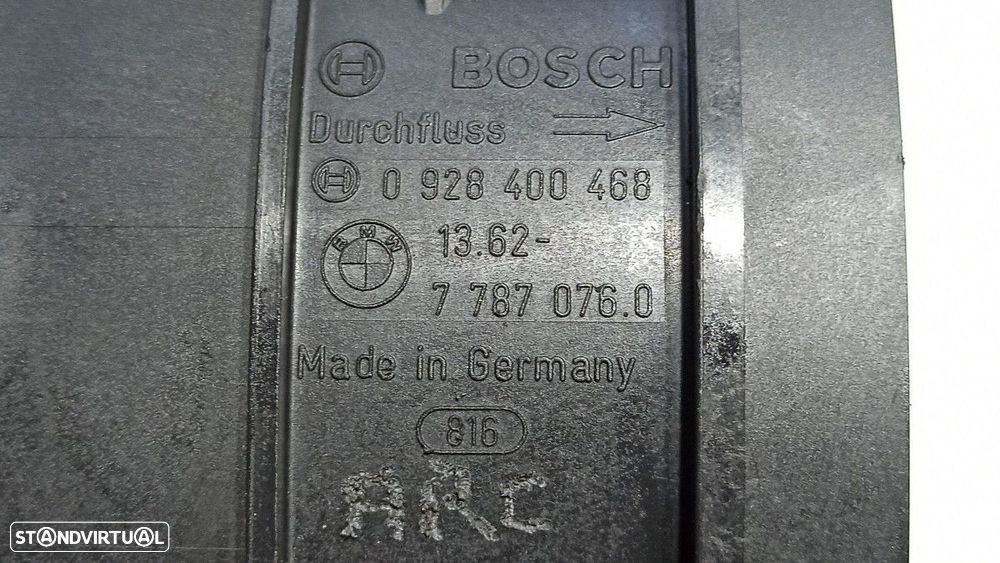 BOSCH
Durchfluss
0 928 400 468
BMW
13.62-
7 787 076.0
Made in Germany
816
ARC
STANDVIRTUAL